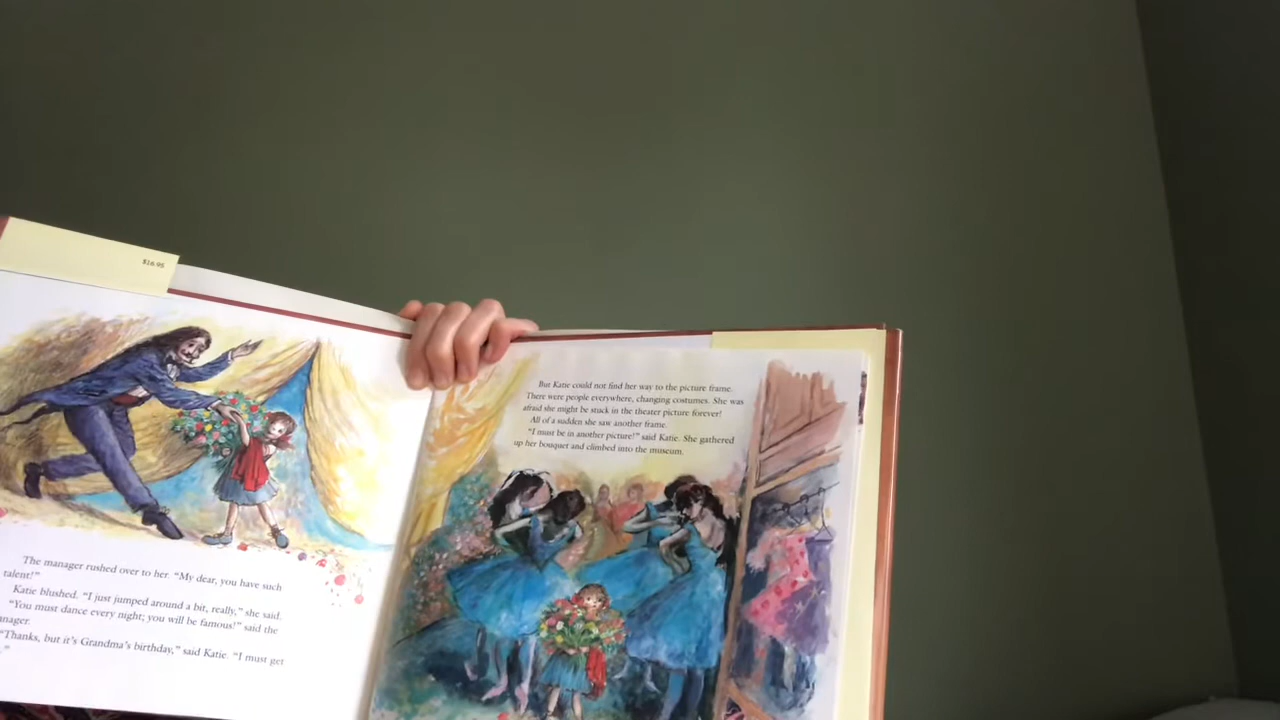 $16.95
The manager rushed over to her. “My dear, you have such
talent!”
Katie blushed. “I just jumped around a bit, really,” she said.
“You must dance every night; you will be famous!” said the
“Thanks, but it’s Grandma’s birthday,” said Katie. “I must get
But Katie could not find her way to the picture frame.
There were people everywhere, changing costumes. She was
afraid she might be stuck in the theater picture forever!
All of a sudden she saw another frame.
“I must be in another picture!” said Katie. She gathered
up her bouquet and climbed into the museum.